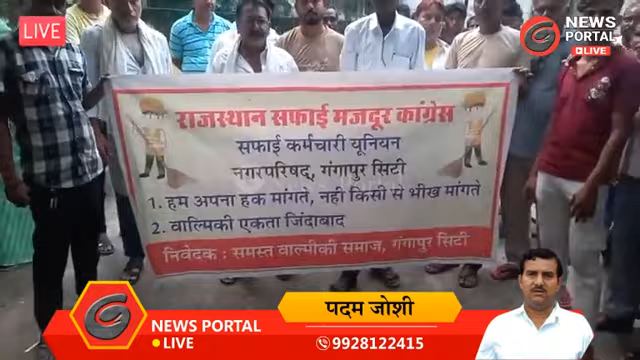 LIVE
NEWS
PORTAL
LIVE
राजस्थान सफाई मजदूर कांग्रेस
सफाई कर्मचारी यूनियन
नगरपरिषद्, गंगापुर सिटी
1. हम अपना हक मांगते, नही किसी से भीख मांगते
2. वाल्मिकी एकता जिंदाबाद
निवेदक : समस्त वाल्मीकी समाज, गंगापुर सिटी
NEWS PORTAL
LIVE
पदम जोशी
9928122415